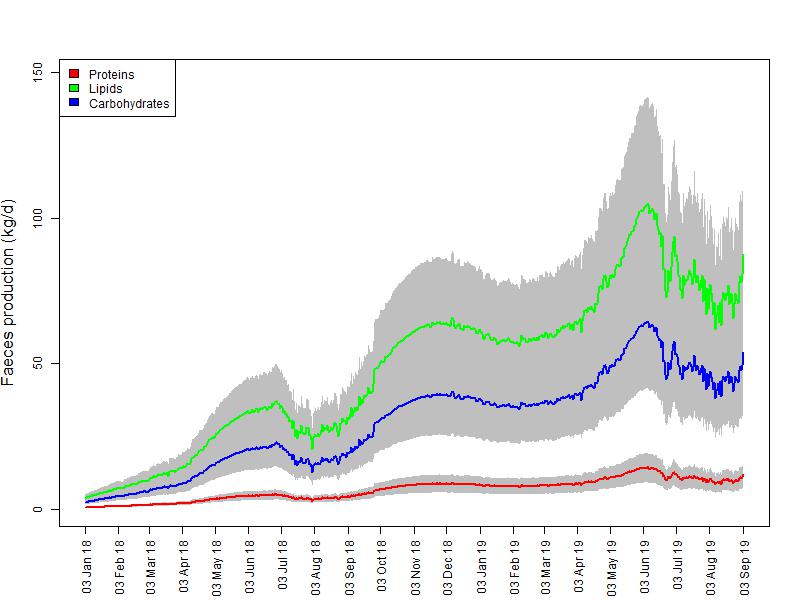 Faeces production (kg/d)
150
100
50
0
Proteins
Lipids
Carbohydrates
03 Jan 18
03 Feb 18
03 Mar 18
03 Apr 18
03 May 18
03 Jun 18
03 Jul 18
03 Aug 18
03 Sep 18
03 Oct 18
03 Nov 18
03 Dec 18
03 Jan 19
03 Feb 19
03 Mar 19
03 Apr 19
03 May 19
03 Jun 19
03 Jul 19
03 Aug 19
03 Sep 19